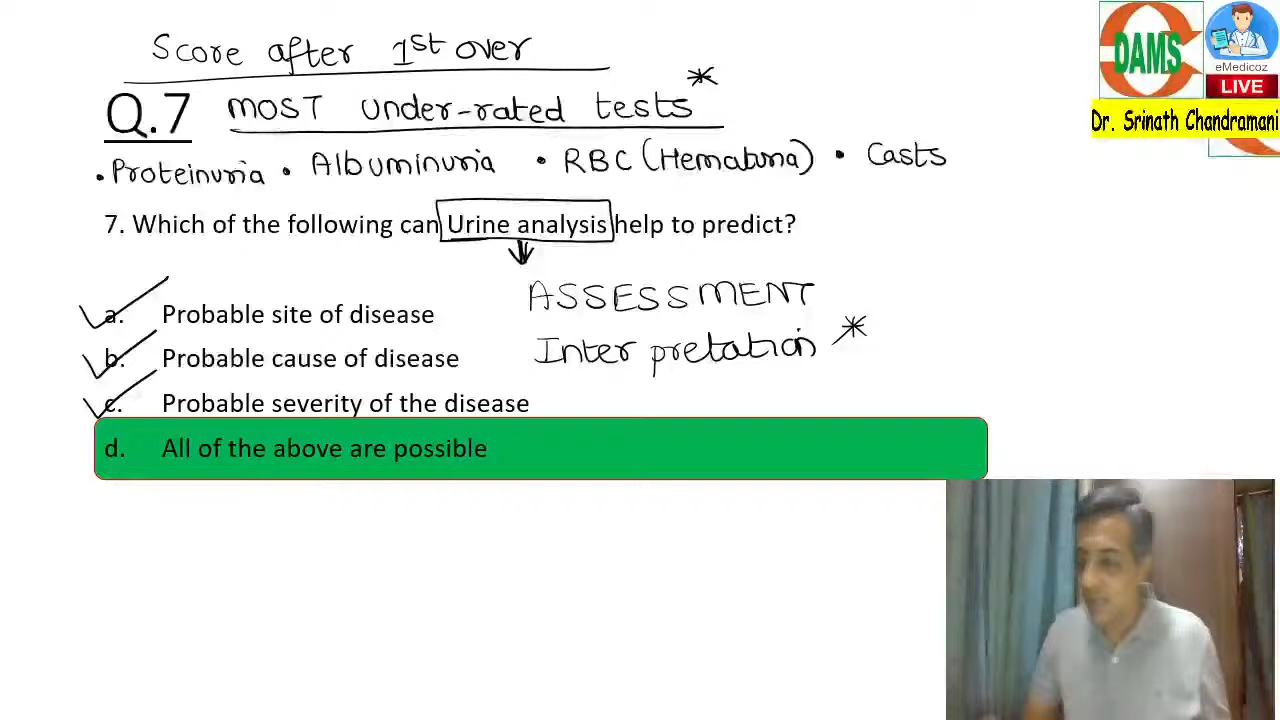 Score after 1st over
DAMS
eMedicoz
LIVE
Dr. Srinath Chandramani
Q.7 MOST under-rated tests*
• Proteinuria • Albuminuria • RBC (Hematuria) • Casts
7. Which of the following can Urine analysis help to predict?
ASSESSMENT
a. Probable site of disease
Interpretation *
b. Probable cause of disease
c. Probable severity of the disease
d. All of the above are possible